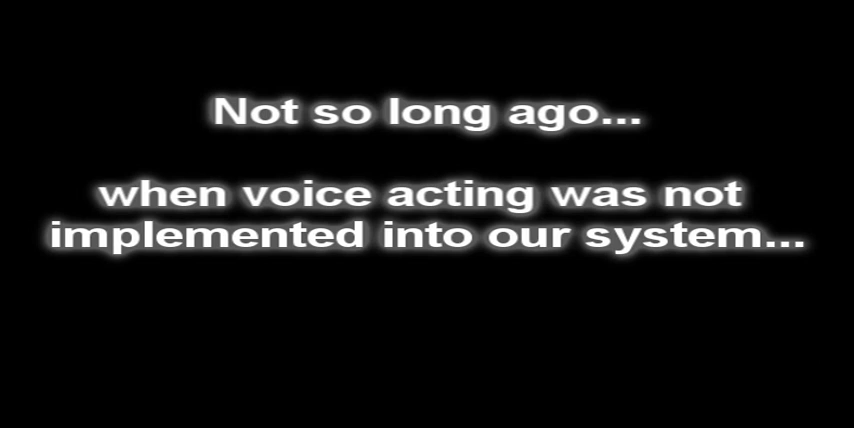 Not so long ago...
when voice acting was not
implemented into our system...